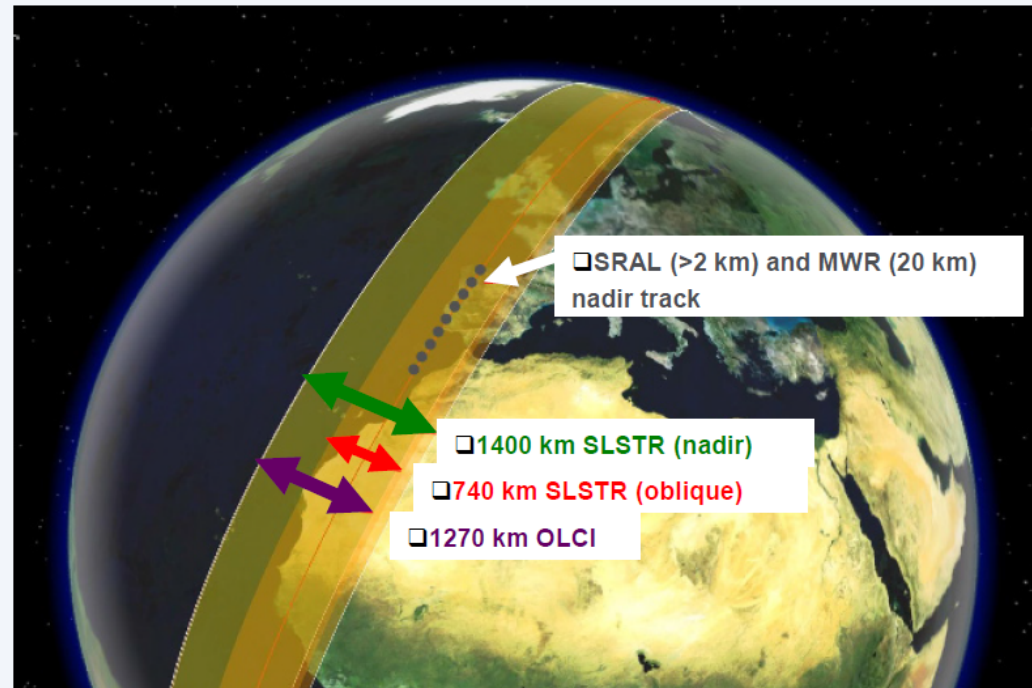 ❑SRAL (>2 km) and MWR (20 km)
nadir track
❑1400 km SLSTR (nadir)
❑740 km SLSTR (oblique)
❑1270 km OLCI